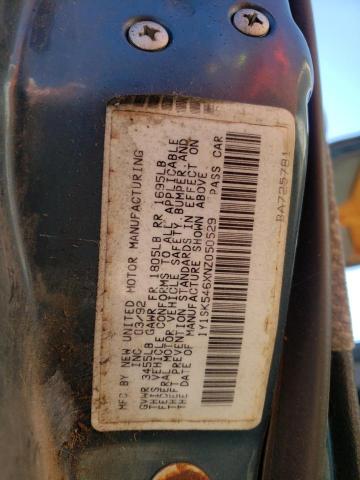 MFD BY NEW UNITED MOTOR MANUFACTURING
INC 03/92
GVWR 3455LB GAWR FR 1805LB RR 1695LB
THIS VEHICLE CONFORMS TO ALL APPLICABLE
FEDERAL MOTOR VEHICLE SAFETY BUMPER, AND
THEFT PREVENTION STANDARDS IN EFFECT ON
THE DATE OF MANUFACTURE SHOWN ABOVE
1Y1SK546XNZ050529 PASS CAR
BA725781